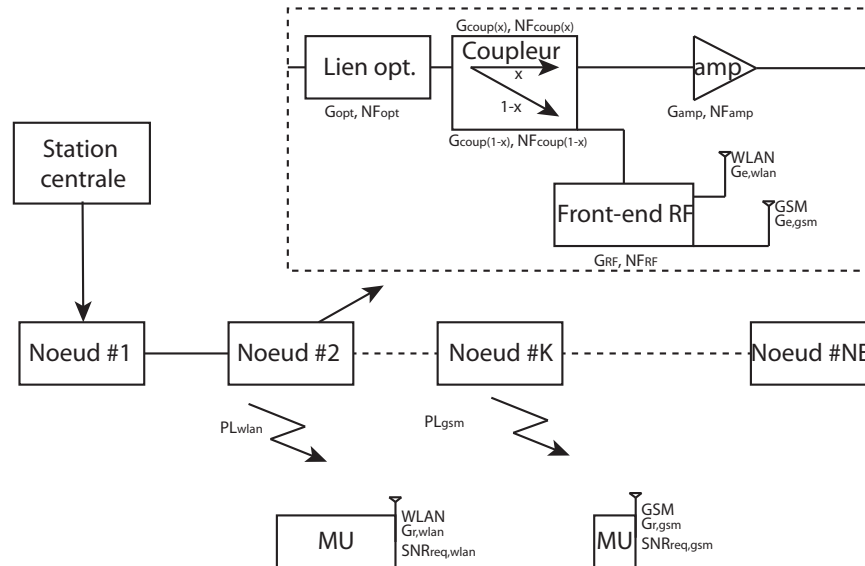 Gcoup(x), NFcoup(x)
Lien opt.
Coupleur
x
1-x
amp
Gopt, NFopt
Gamp, NFamp
Gcoup(1-x), NFcoup(1-x)
Station
centrale
WLAN
Ge,wlan
Front-end RF
GSM
Ge,gsm
GRF, NFRF
Noeud #1
Noeud #2
Noeud #K
Noeud #NE
PLwlan
PLgsm
MU
WLAN
Gr,wlan
SNRreq,wlan
MU
GSM
Gr,gsm
SNRreq,gsm